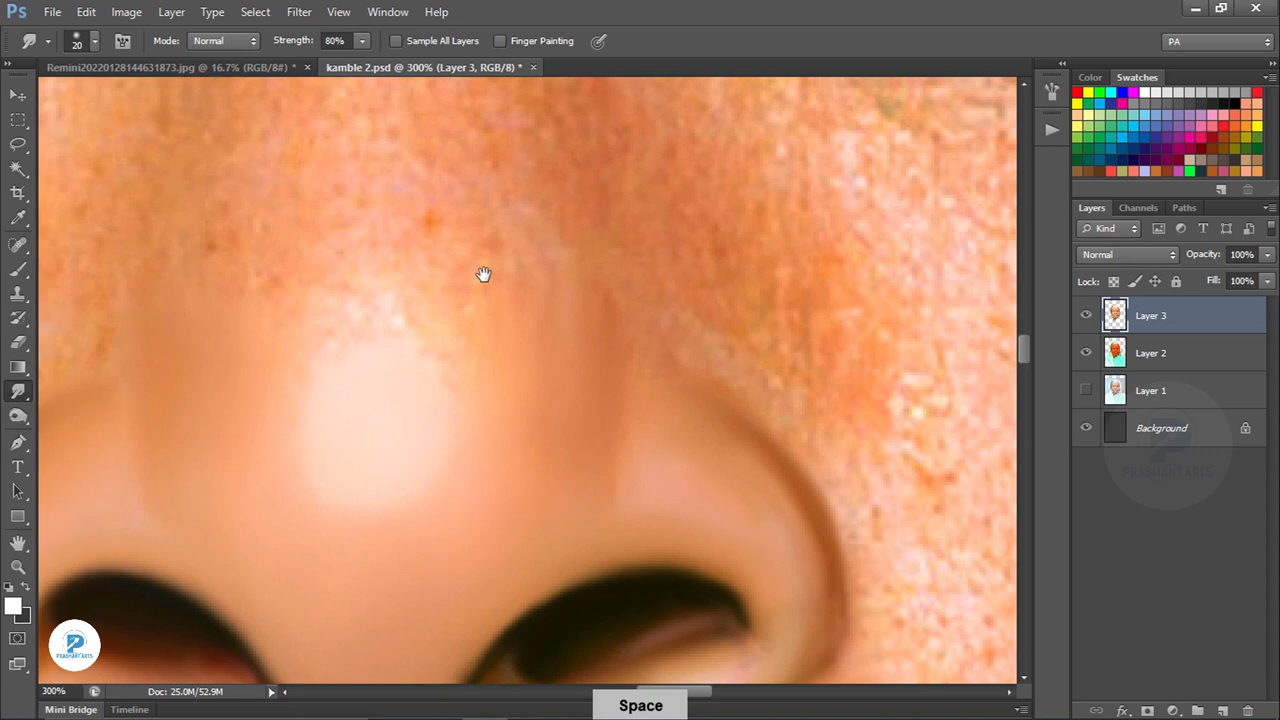 Ps File Edit Image Layer Type Select Filter View Window Help
20 Mode: Normal Strength: 80% Sample All Layers Finger Painting PA
Remini20220128144631873.jpg @ 16.7% (RGB/8#) * × kamble 2.psd @ 300% (Layer 3, RGB/8) * ×
Color Swatches
Layers Channels Paths
Kind
Normal Opacity: 100%
Lock: Fill: 100%
Layer 3
Layer 2
Layer 1
Background
PRASHANT ARTS
PRASHANT ARTS
300% Doc: 25.0M/52.9M
Space
Mini Bridge Timeline